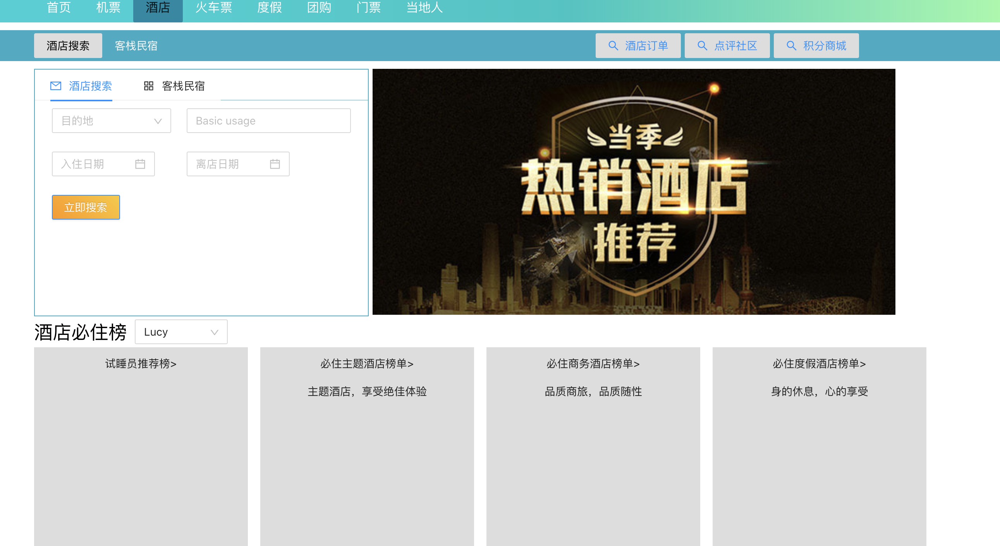 首页 机票 酒店 火车票 度假 团购 门票 当地人
酒店搜索 客栈民宿 酒店订单 点评社区 积分商城
酒店搜索 客栈民宿
目的地 Basic usage
入住日期 离店日期
立即搜索
当季
热销酒店
推荐
酒店必住榜 Lucy
试睡员推荐榜> 必住主题酒店榜单> 必住商务酒店榜单> 必住度假酒店榜单>
主题酒店，享受绝佳体验 品质商旅，品质随性 身的休息，心的享受